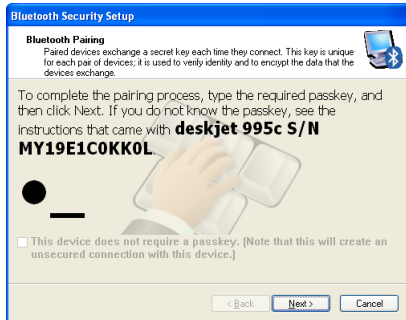 Bluetooth Security Setup
Bluetooth Pairing
Paired devices exchange a secret key each time they connect. This key is unique
for each pair of devices; it is used to verify identity and to encrypt the data that the
devices exchange.
To complete the pairing process, type the required passkey, and
then click Next. If you do not know the passkey, see the
instructions that came with deskjet 995c S/N
MY19E1C0KK0L.
This device does not require a passkey. (Note that this will create an
unsecured connection with this device.)
< Back Next > Cancel